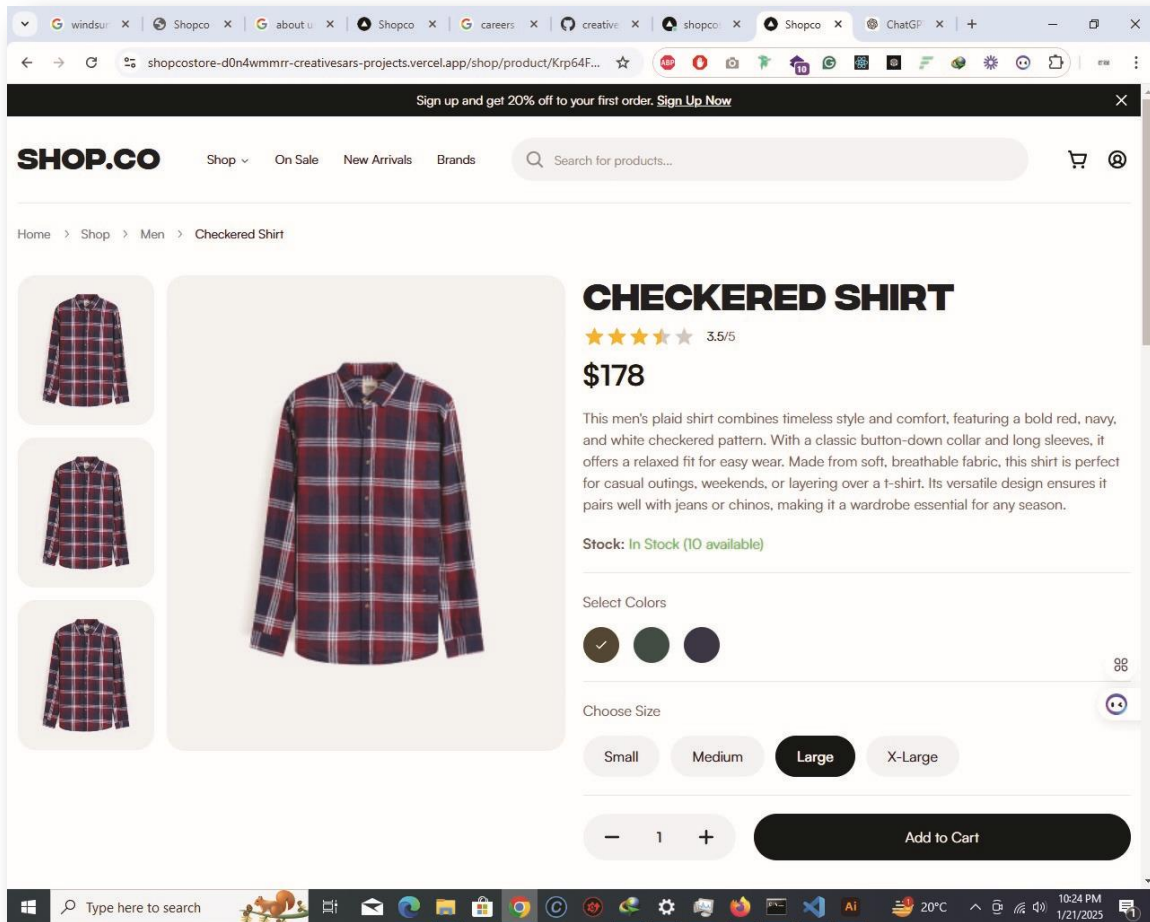 windsur
Shopco
about u
Shopco
careers
creative
shopco
Shopco
ChatGP
shopcostore-d0n4wmmrr-creativesars-projects.vercel.app/shop/product/Krp64F...
ABP
10
Sign up and get 20% off to your first order. Sign Up Now
SHOP.CO
Shop
On Sale
New Arrivals
Brands
Search for products...
Home > Shop > Men > Checkered Shirt
CHECKERED SHIRT
3.5/5
$178
This men's plaid shirt combines timeless style and comfort, featuring a bold red, navy,
and white checkered pattern. With a classic button-down collar and long sleeves, it
offers a relaxed fit for easy wear. Made from soft, breathable fabric, this shirt is perfect
for casual outings, weekends, or layering over a t-shirt. Its versatile design ensures it
pairs well with jeans or chinos, making it a wardrobe essential for any season.
Stock: In Stock (10 available)
Select Colors
Choose Size
Small
Medium
Large
X-Large
1
Add to Cart
Type here to search
Ai
20°C
10:24 PM
1/21/2025